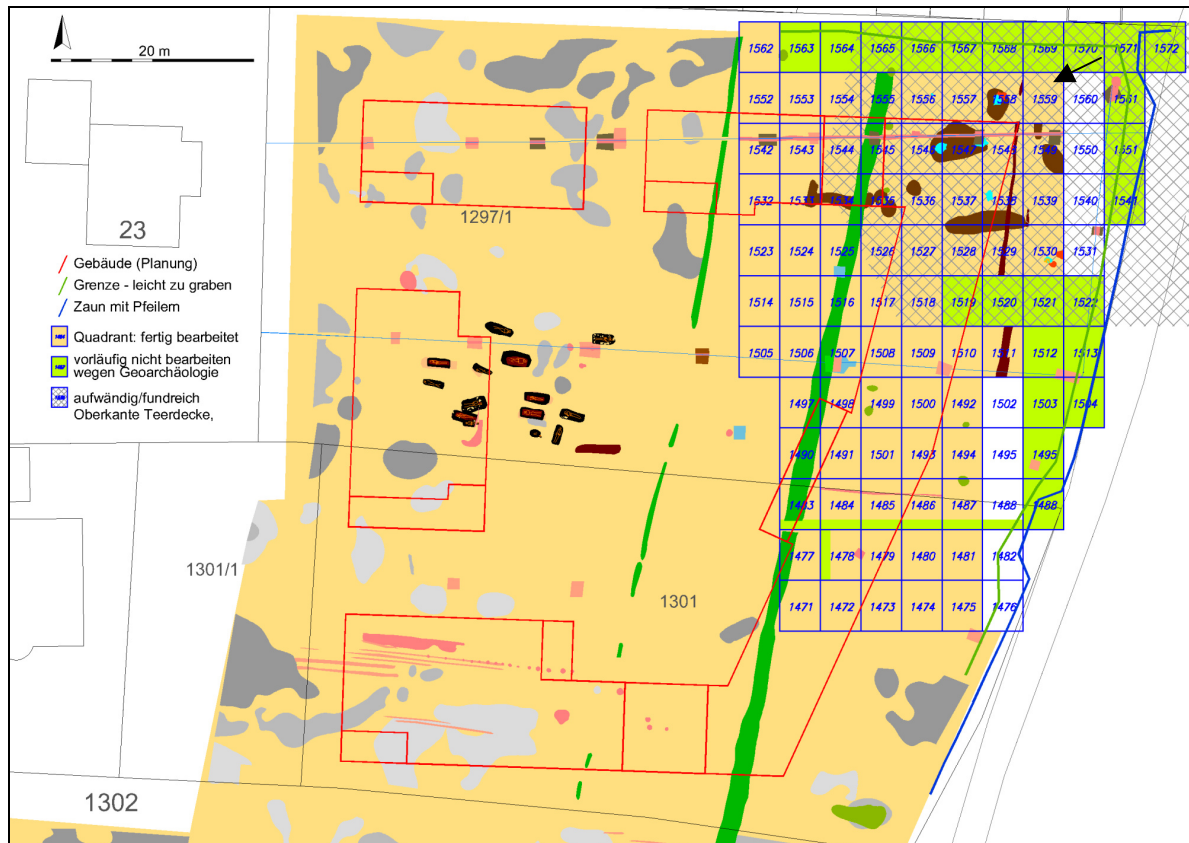 20 m
23
1297/1
Gebäude (Planung)
Grenze - leicht zu graben
Zaun mit Pfeilern
Quadrant: fertig bearbeitet
vorläufig nicht bearbeiten
wegen Geoarchäologie
aufwändig/fundreich
Oberkante Teerdecke,
1301/1
1301
1302
1562 1563 1564 1565 1566 1567 1568 1569 1570 1571 1572
1552 1553 1554 1555 1556 1557 1558 1559 1560 1561
1542 1543 1544 1545 1546 1547 1548 1549 1550 1551
1532 1533 1534 1535 1536 1537 1538 1539 1540 1541
1523 1524 1525 1526 1527 1528 1529 1530 1531
1514 1515 1516 1517 1518 1519 1520 1521 1522
1505 1506 1507 1508 1509 1510 1511 1512 1513
1497 1498 1499 1500 1492 1502 1503 1504
1490 1491 1501 1493 1494 1495 1495
1483 1484 1485 1486 1487 1488 1488
1477 1478 1479 1480 1481 1482
1471 1472 1473 1474 1475 1476